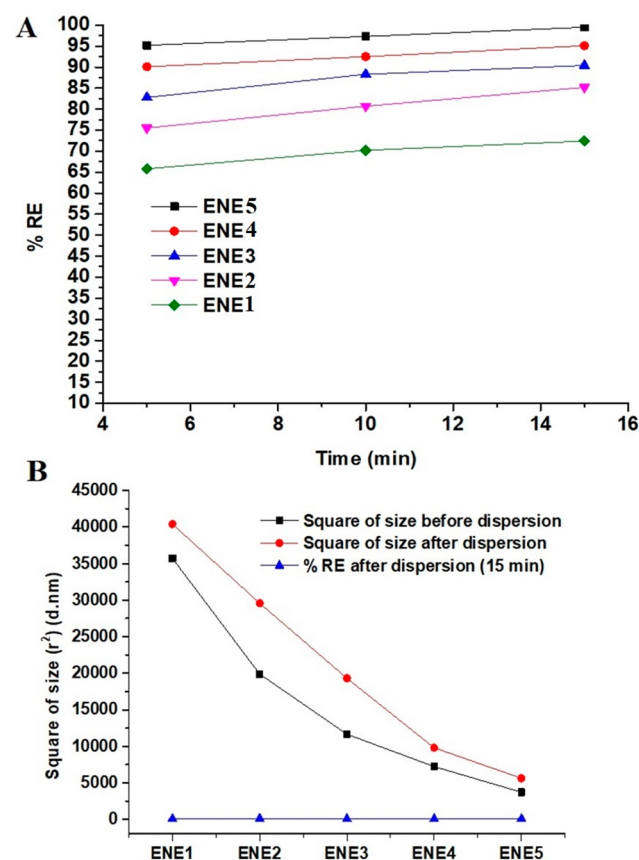 A
100
95
90
85
80
75
70
65
60
55
50
45
40
35
30
25
20
15
10
% RE
ENE5
ENE4
ENE3
ENE2
ENE1
4 6 8 10 12 14 16
Time (min)
B
45000
40000
35000
30000
25000
20000
15000
10000
5000
0
Square of size (r²) (d.nm)
Square of size before dispersion
Square of size after dispersion
% RE after dispersion (15 min)
ENE1 ENE2 ENE3 ENE4 ENE5